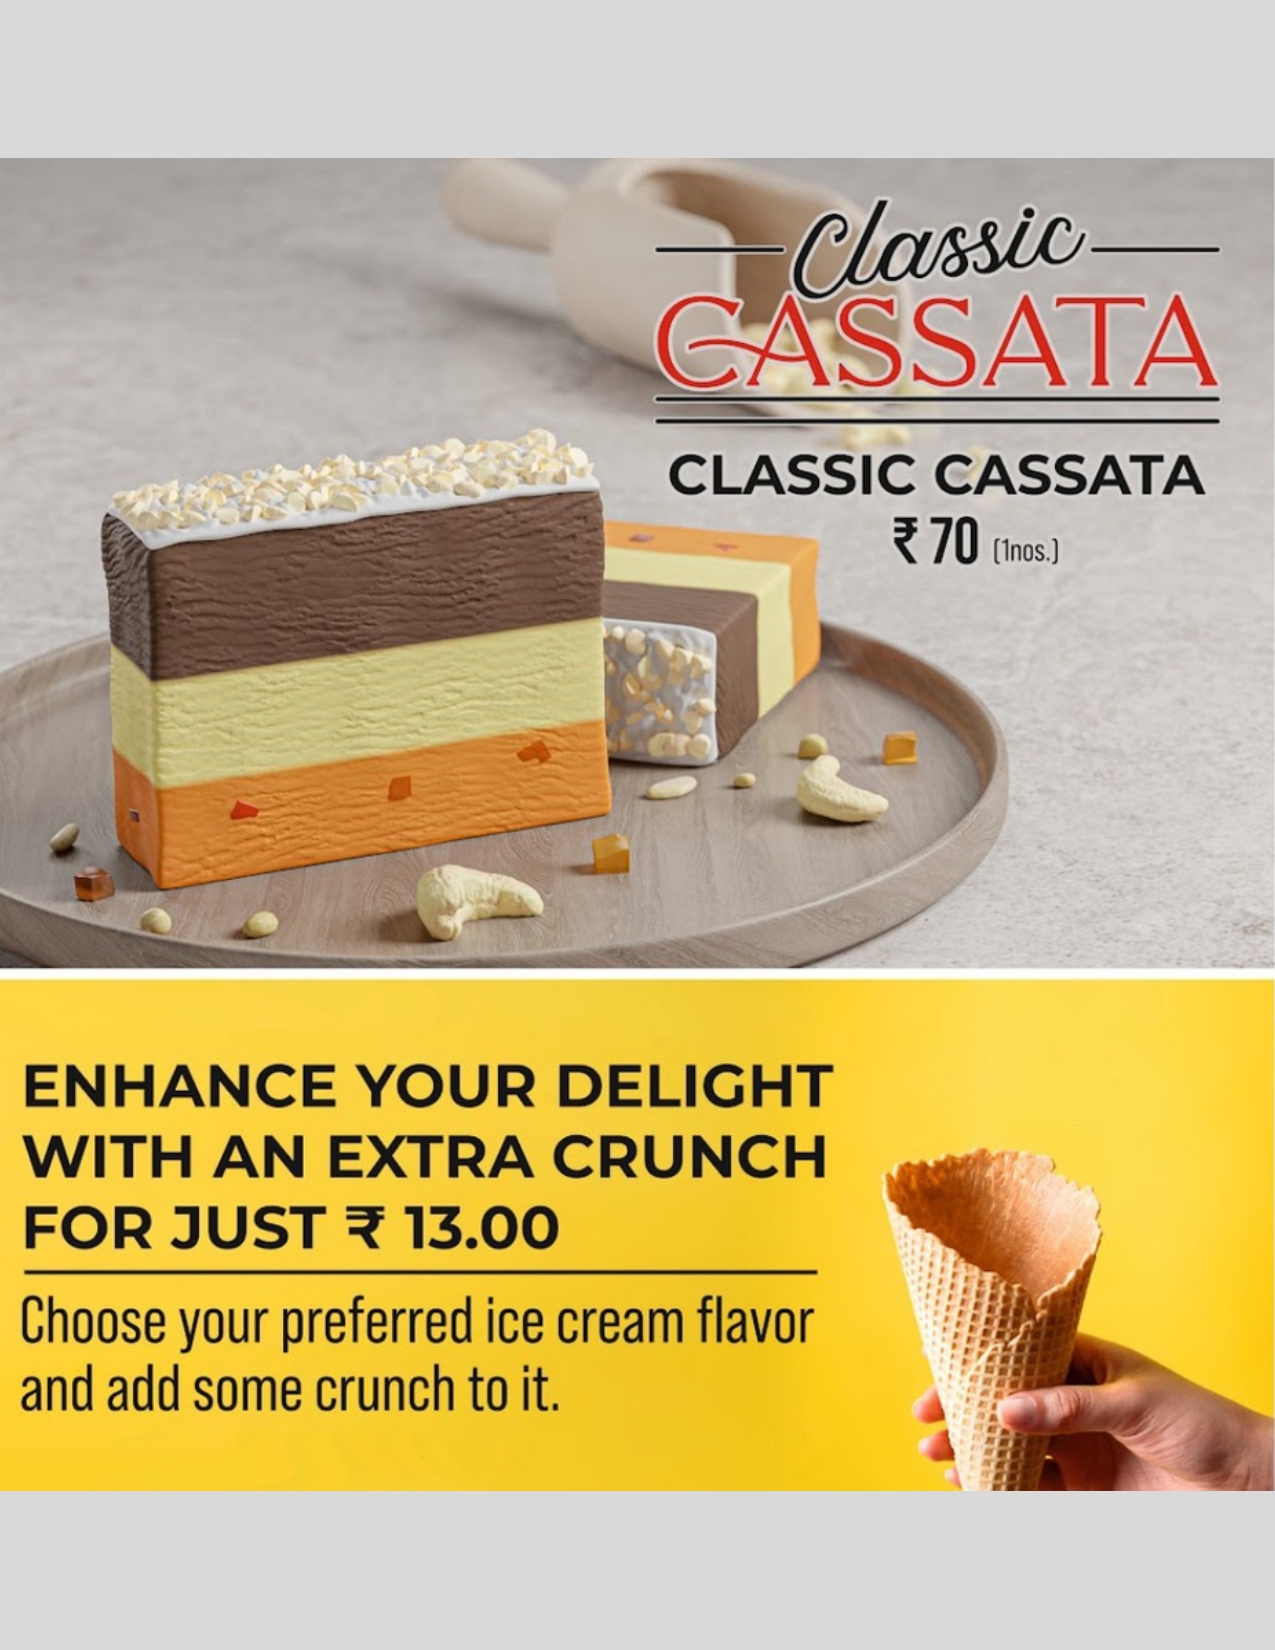 Classic
CASSATA
CLASSIC CASSATA
₹ 70 (1nos.)
ENHANCE YOUR DELIGHT
WITH AN EXTRA CRUNCH
FOR JUST ₹ 13.00
Choose your preferred ice cream flavor
and add some crunch to it.